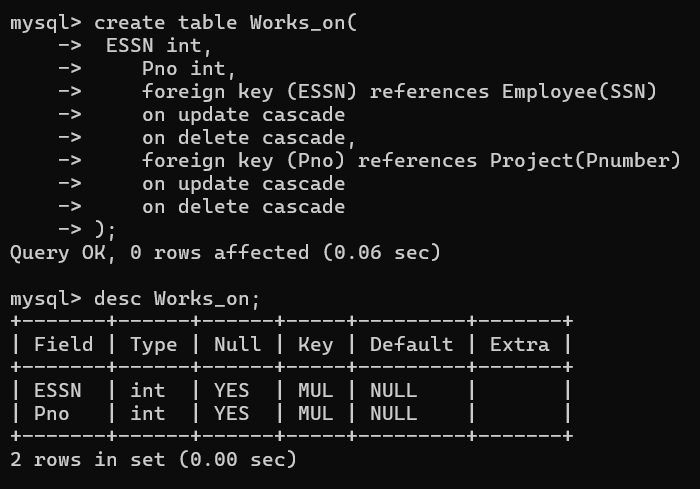 mysql> create table Works_on(
    ->  ESSN int,
    ->     Pno int,
    ->     foreign key (ESSN) references Employee(SSN)
    ->     on update cascade
    ->     on delete cascade,
    ->     foreign key (Pno) references Project(Pnumber)
    ->     on update cascade
    ->     on delete cascade
    -> );
Query OK, 0 rows affected (0.06 sec)

mysql> desc Works_on;
+-------+------+------+-----+---------+-------+
| Field | Type | Null | Key | Default | Extra |
+-------+------+------+-----+---------+-------+
| ESSN  | int  | YES  | MUL | NULL    |       |
| Pno   | int  | YES  | MUL | NULL    |       |
+-------+------+------+-----+---------+-------+
2 rows in set (0.00 sec)